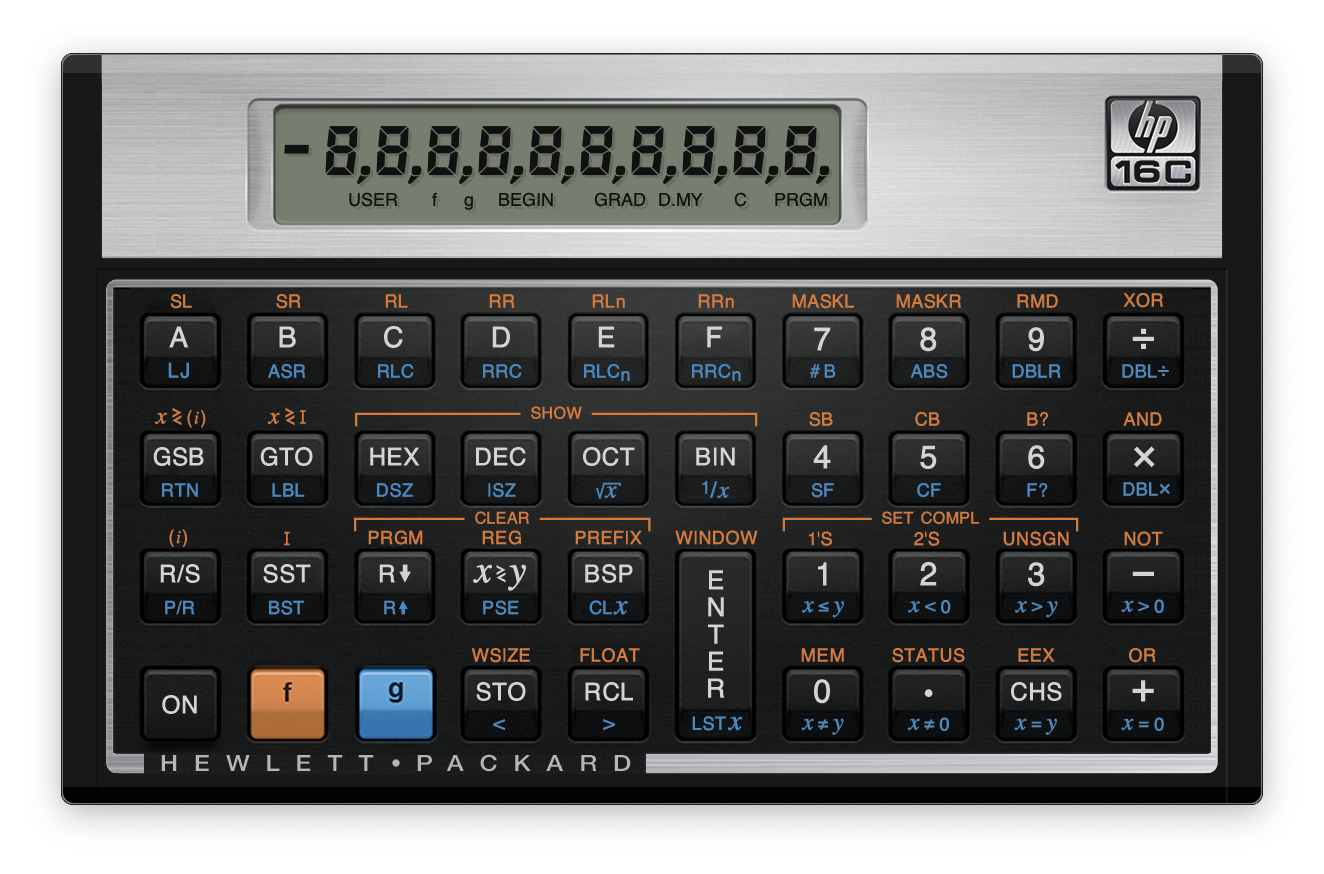 -8,8,8,8,8,8,8,8,8,8,
USER f g BEGIN GRAD D.MY C PRGM
hp
16C
SL SR RL RR RLn RRn MASKL MASKR RMD XOR
A B C D E F 7 8 9 ÷
LJ ASR RLC RRC RLCn RRCn #B ABS DBLR DBL÷
x≷(i) x≷I SHOW SB CB B? AND
GSB GTO HEX DEC OCT BIN 4 5 6 ×
RTN LBL DSZ ISZ √x 1/x SF CF F? DBL×
CLEAR SET COMPL
(i) I PRGM REG PREFIX WINDOW 1'S 2'S UNSGN NOT
R/S SST R⬇ x≷y BSP ENTER 1 2 3 −
P/R BST R⬆ PSE CLx x≤y x<0 x>y x>0
WSIZE FLOAT MEM STATUS EEX OR
ON f g STO RCL 0 · CHS +
< > LSTx x≠y x≠0 x=y x=0
HEWLETT•PACKARD